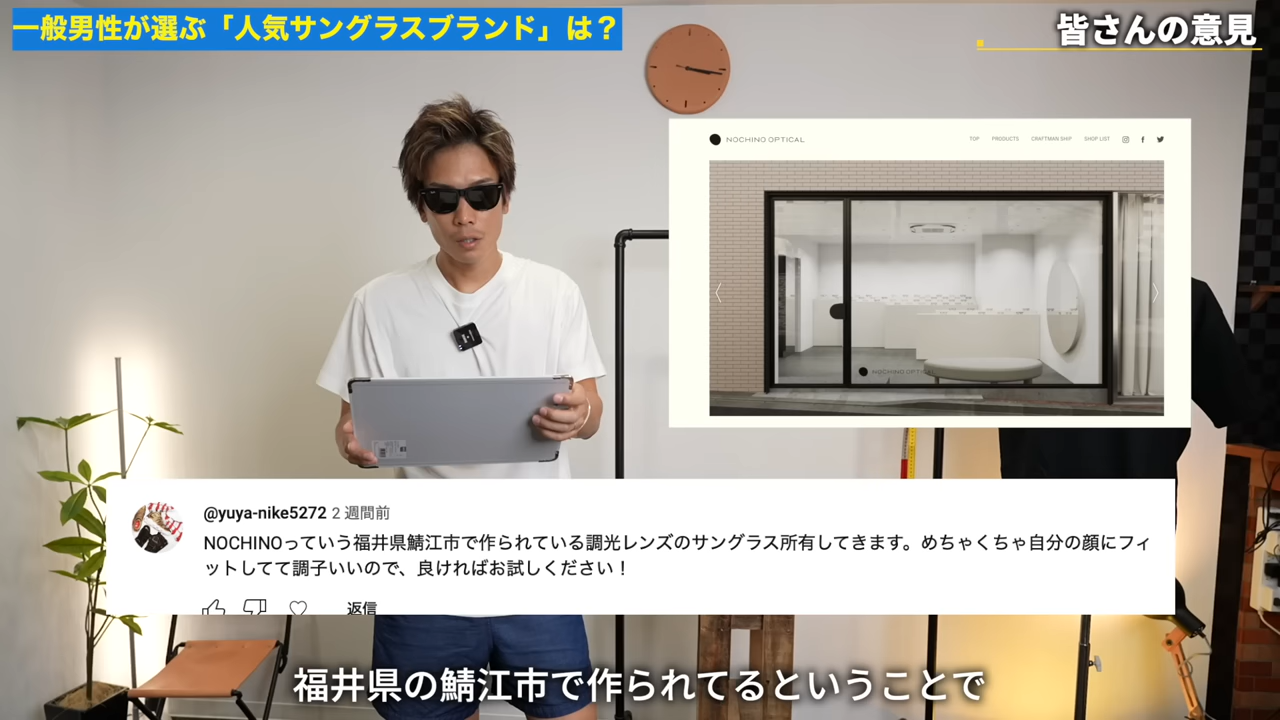 一般男性が選ぶ「人気サングラスブランド」は？
皆さんの意見
NOCHINO OPTICAL
TOP PRODUCTS CRAFTMAN SHIP SHOP LIST
NOCHINO OPTICAL
@yuya-nike5272 2 週間前
NOCHINOっていう福井県鯖江市で作られている調光レンズのサングラス所有してきます。めちゃくちゃ自分の顔にフィ
ットしてて調子いいので、良ければお試しください！
返信
福井県の鯖江市で作られてるということで